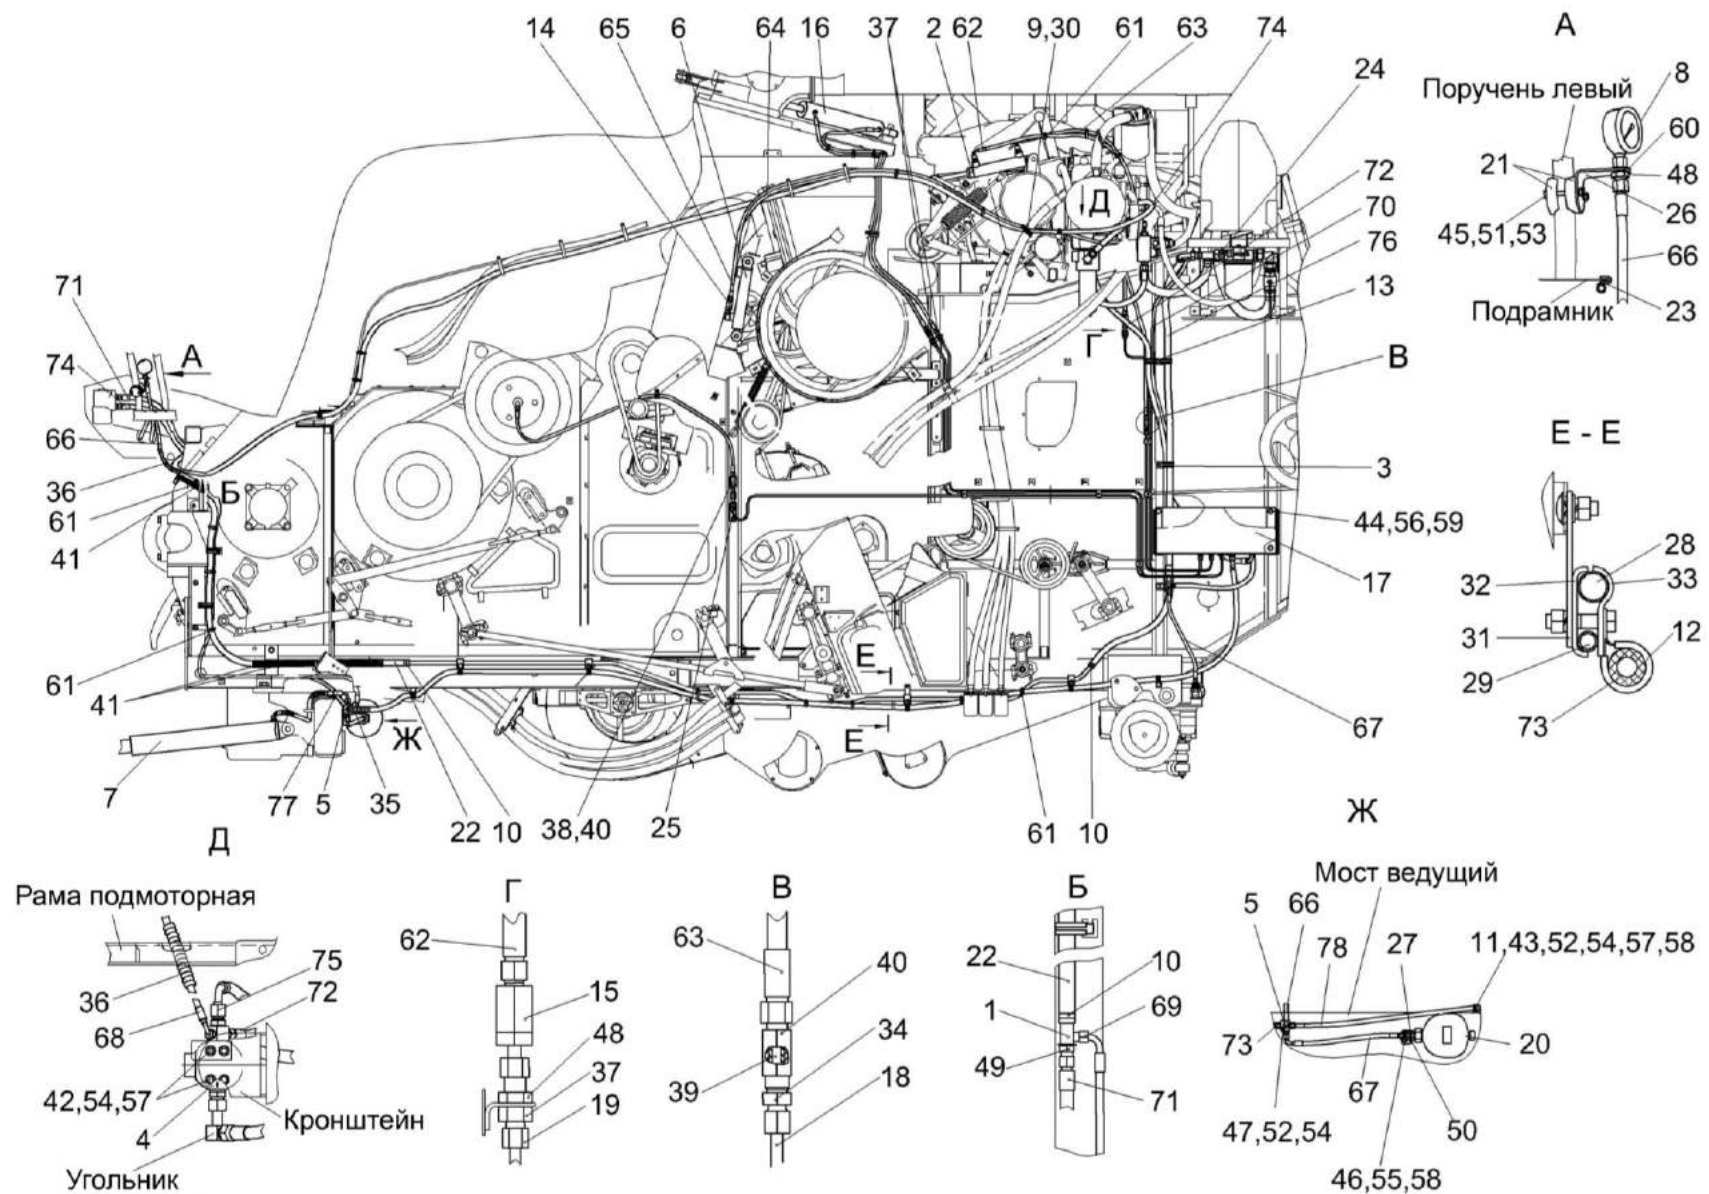 14 65 6 64 16 37 2 62 9,30 61 63 74
24
72
70
76
13
Г
В
3
44,56,59
17
67
Д
71
74
А
66
36
Б
61
41
61
41
7
77 5 35
Ж
22 10 38,40 25
Е
Е
61 10
А
Поручень левый
8
60
21
48
26
45,51,53
66
Подрамник
23
Е - Е
28
32
33
31
12
29
73
Д
Рама подмоторная
75
36
72
68
42,54,57
Кронштейн
4
Угольник
Г
62
15
48
37
19
В
63
40
34
39
18
Б
22
10
1
69
49
71
Ж
Мост ведущий
5 66
78 27 11,43,52,54,57,58
73
20
67
47,52,54
50
46,55,58